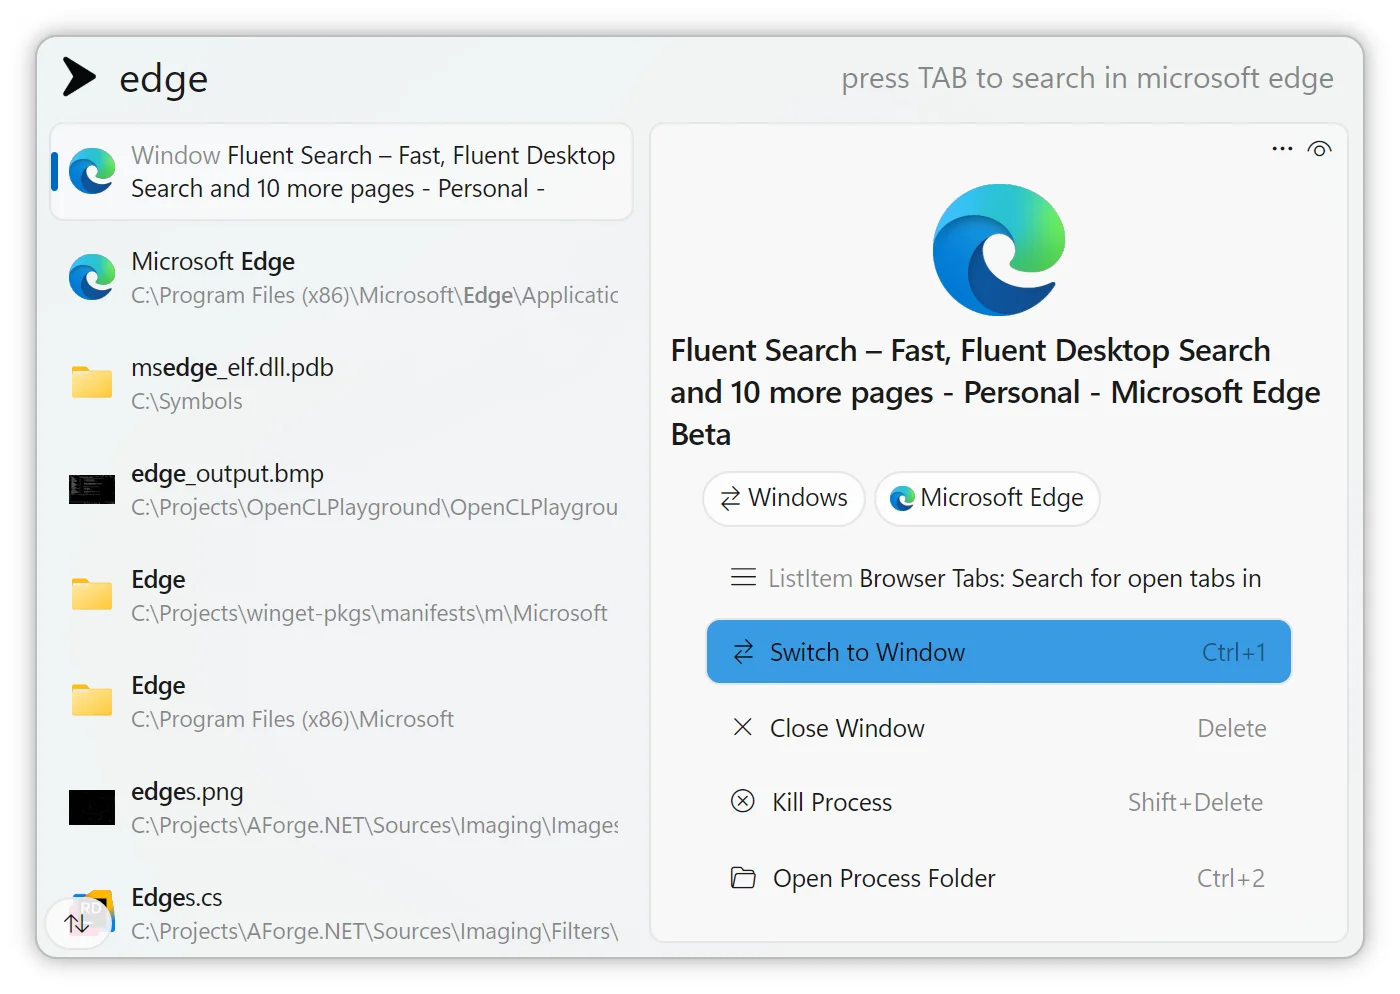 edge
press TAB to search in microsoft edge
Window Fluent Search – Fast, Fluent Desktop
Search and 10 more pages - Personal -
Microsoft Edge
C:\Program Files (x86)\Microsoft\Edge\Applicatic
msedge_elf.dll.pdb
C:\Symbols
edge_output.bmp
C:\Projects\OpenCLPlayground\OpenCLPlaygrou
Edge
C:\Projects\winget-pkgs\manifests\m\Microsoft
Edge
C:\Program Files (x86)\Microsoft
edges.png
C:\Projects\AForge.NET\Sources\Imaging\Images
Edges.cs
C:\Projects\AForge.NET\Sources\Imaging\Filters\
RD
Fluent Search – Fast, Fluent Desktop Search
and 10 more pages - Personal - Microsoft Edge
Beta
Windows
Microsoft Edge
ListItem Browser Tabs: Search for open tabs in
Switch to Window Ctrl+1
Close Window Delete
Kill Process Shift+Delete
Open Process Folder Ctrl+2